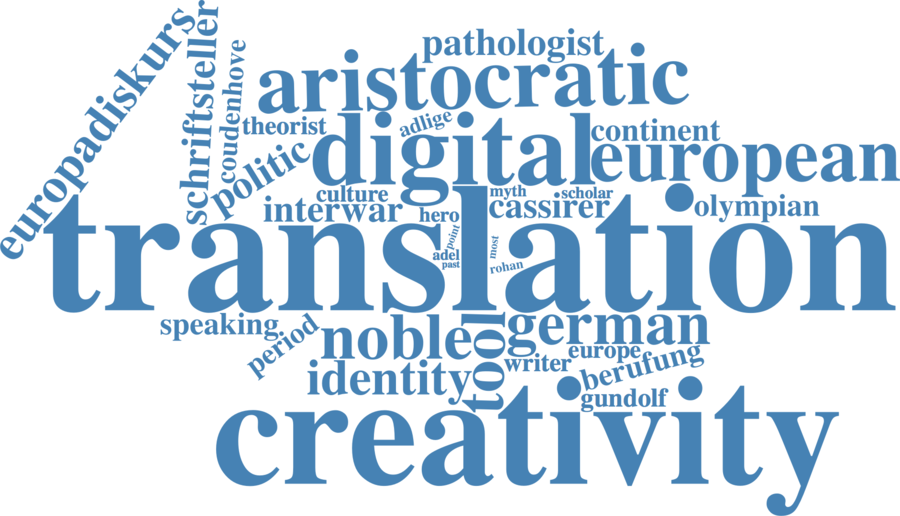 europadiskurs
schriftsteller
coudenhove
pathologist
aristocratic
theorist
adlige
digital
continent
politic
european
culture
myth
scholar
interwar
hero
cassirer
olympian
translation
point
most
adel
past
rohan
speaking
period
noble
tool
german
europe
writer
berufung
identity
gundolf
creativity